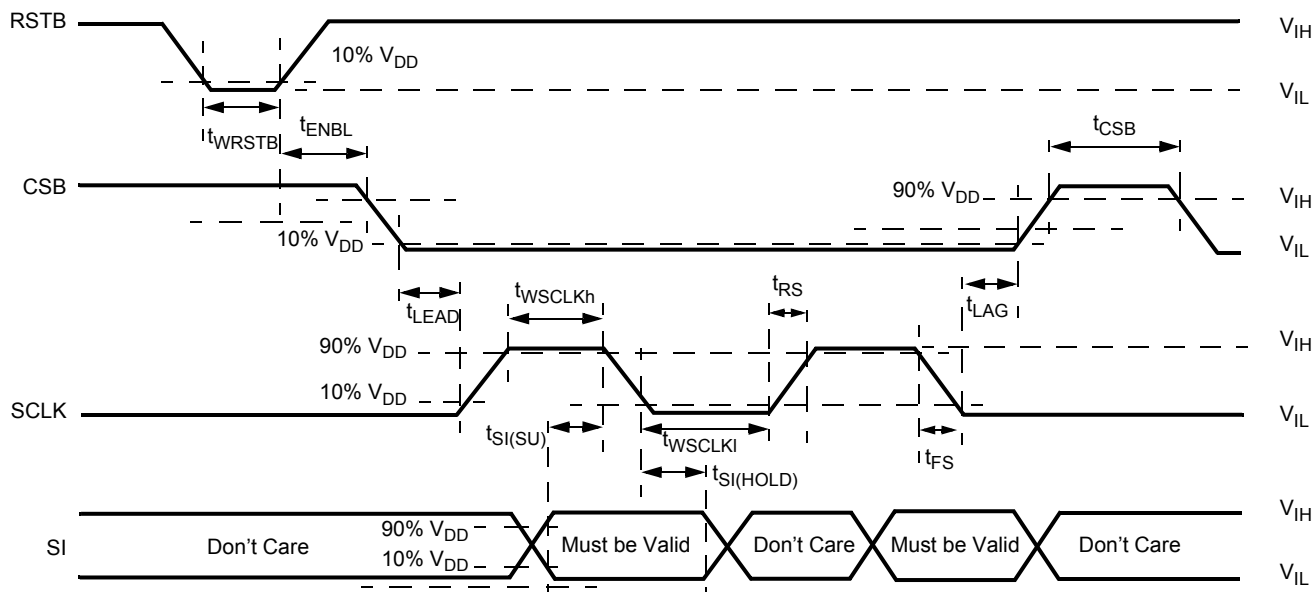 RSTB
V_IH
10% V_DD
V_IL
t_WRSTB
t_ENBL
t_CSB
CSB
90% V_DD
V_IH
10% V_DD
V_IL
t_LEAD
t_WSCLKh
t_RS
t_LAG
90% V_DD
V_IH
10% V_DD
SCLK
V_IL
t_SI(SU)
t_WSCLKl
t_FS
t_SI(HOLD)
V_IH
90% V_DD
SI
Don't Care
Must be Valid
Don't Care
Must be Valid
Don't Care
10% V_DD
V_IL